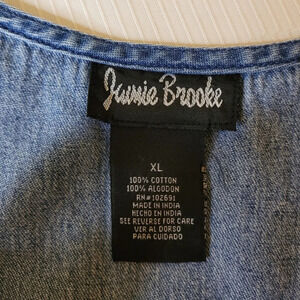 Jamie Brooke
XL
100% COTTON
100% ALGODON
RN#102691
MADE IN INDIA
HECHO EN INDIA
SEE REVERSE FOR CARE
VER AL DORSO
PARA CUIDADO